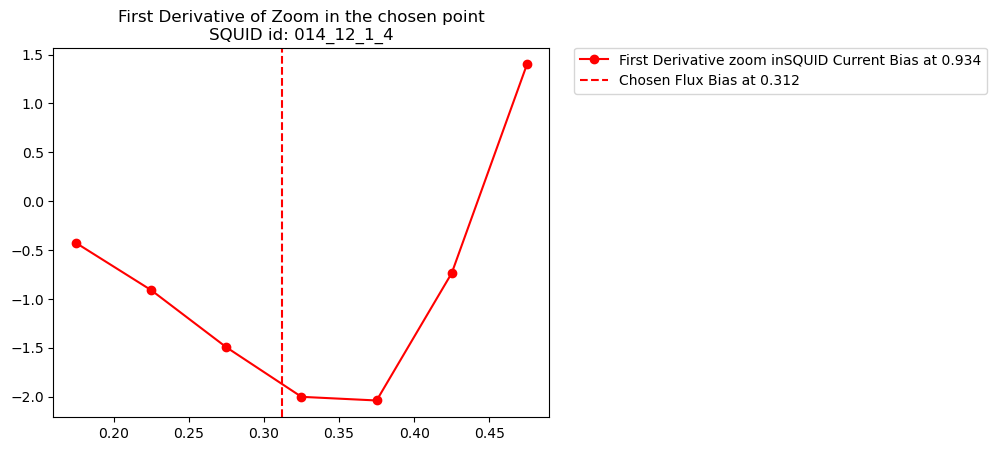 First Derivative of Zoom in the chosen point
SQUID id: 014_12_1_4
First Derivative zoom inSQUID Current Bias at 0.934
Chosen Flux Bias at 0.312
1.5
1.0
0.5
0.0
−0.5
−1.0
−1.5
−2.0
0.20 0.25 0.30 0.35 0.40 0.45